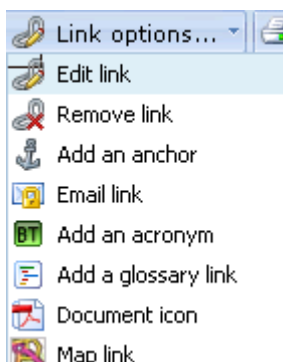 Link options...
Edit link
Remove link
Add an anchor
Email link
BT Add an acronym
Add a glossary link
Document icon
Map link